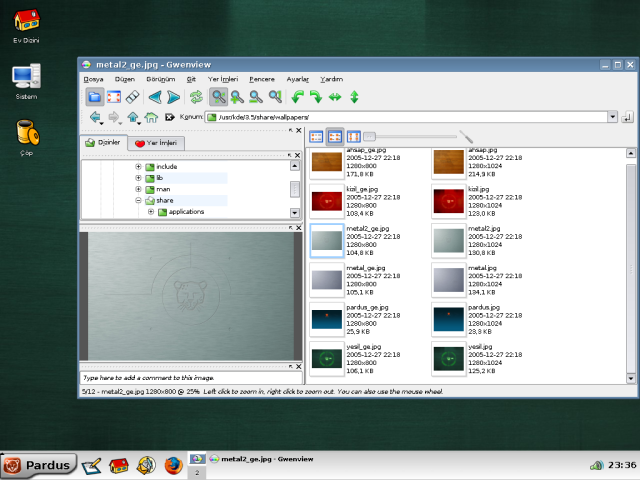 Ev Dizini
Sistem
Çöp
metal2_ge.jpg - Gwenview
Dosya Düzen Görünüm Git Yer İmleri Pencere Ayarlar Yardım
Konum: /usr/kde/3.5/share/wallpapers/
Dizinler Yer İmleri
include
lib
man
share
applications
ahsap_ge.jpg
2005-12-27 22:18
1280x800
171,8 KB
ahsap.jpg
2005-12-27 22:18
1280x1024
214,9 KB
kizil_ge.jpg
2005-12-27 22:18
1280x800
103,4 KB
kizil.jpg
2005-12-27 22:18
1280x1024
123,0 KB
metal2_ge.jpg
2005-12-27 22:18
1280x800
104,8 KB
metal2.jpg
2005-12-27 22:18
1280x1024
130,8 KB
metal_ge.jpg
2005-12-27 22:18
1280x800
105,1 KB
metal.jpg
2005-12-27 22:18
1280x1024
134,1 KB
pardus_ge.jpg
2005-12-27 22:18
1280x800
25,9 KB
pardus.jpg
2005-12-27 22:18
1280x1024
23,3 KB
yesil_ge.jpg
2005-12-27 22:18
1280x800
106,1 KB
yesil.jpg
2005-12-27 22:18
1280x1024
125,2 KB
Type here to add a comment to this image.
5/12 - metal2_ge.jpg 1280x800 @ 25% Left click to zoom in, right click to zoom out. You can also use the mouse wheel.
Pardus
2
metal2_ge.jpg - Gwenview
23:36